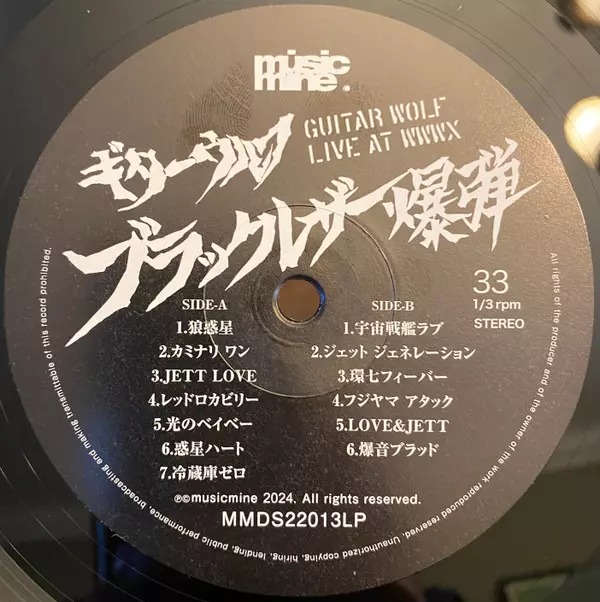 music
mine.
GUITAR WOLF
LIVE AT WWWX
ギターウルフ
ブラックレザー爆弾
33
1/3 rpm
STEREO
SIDE-A
1.狼惑星
2.カミナリ ワン
3.JETT LOVE
4.レッドロカビリー
5.光のベイベー
6.惑星ハート
7.冷蔵庫ゼロ
SIDE-B
1.宇宙戦艦ラブ
2.ジェット ジェネレーション
3.環七フィーバー
4.フジヤマ アタック
5.LOVE&JETT
6.爆音ブラッド
℗©musicmine 2024. All rights reserved.
MMDS22013LP
All rights of the producer and of the owner of the work reproduced reserved. Unauthorized copying, hiring, lending, public performance, broadcasting and making transmittable of this record prohibited.